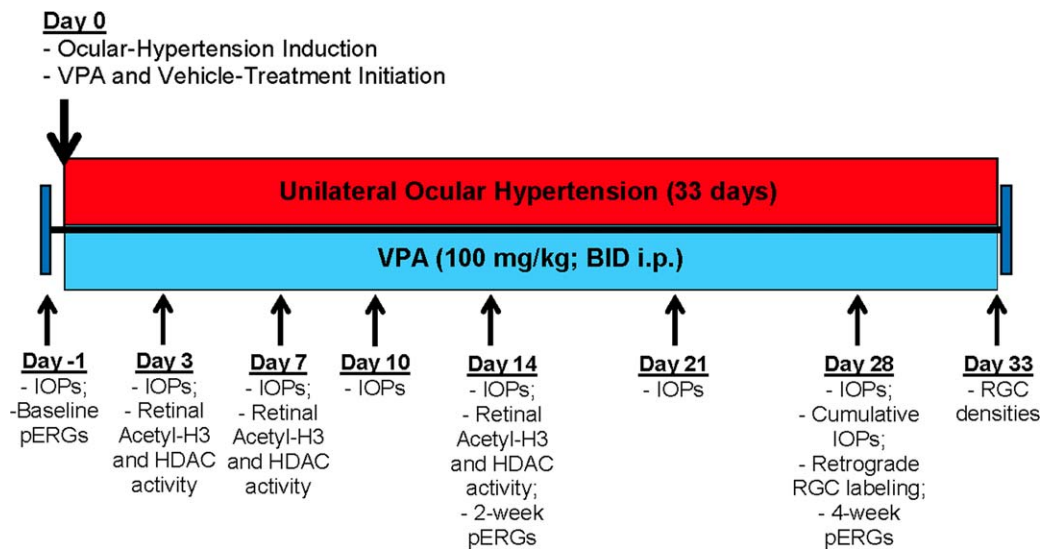 Day 0
- Ocular-Hypertension Induction
- VPA and Vehicle-Treatment Initiation
Unilateral Ocular Hypertension (33 days)
VPA (100 mg/kg; BID i.p.)
Day -1
- IOPs;
-Baseline
pERGs
Day 3
- IOPs;
- Retinal
Acetyl-H3
and HDAC
activity
Day 7
- IOPs;
- Retinal
Acetyl-H3
and HDAC
activity
Day 10
- IOPs
Day 14
- IOPs;
- Retinal
Acetyl-H3
and HDAC
activity;
- 2-week
pERGs
Day 21
- IOPs
Day 28
- IOPs;
- Cumulative
IOPs;
- Retrograde
RGC labeling;
- 4-week
pERGs
Day 33
- RGC
densities